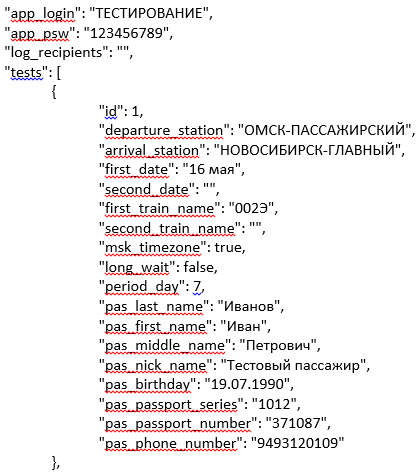 "app_login": "ТЕСТИРОВАНИЕ",
"app_psw": "123456789",
"log_recipients": "",
"tests": [
{
"id": 1,
"departure_station": "ОМСК-ПАССАЖИРСКИЙ",
"arrival_station": "НОВОСИБИРСК-ГЛАВНЫЙ",
"first_date": "16 мая",
"second_date": "",
"first_train_name": "002Э",
"second_train_name": "",
"msk_timezone": true,
"long_wait": false,
"period_day": 7,
"pas_last_name": "Иванов",
"pas_first_name": "Иван",
"pas_middle_name": "Петрович",
"pas_nick_name": "Тестовый пассажир",
"pas_birthday": "19.07.1990",
"pas_passport_series": "1012",
"pas_passport_number": "371087",
"pas_phone_number": "9493120109"
},